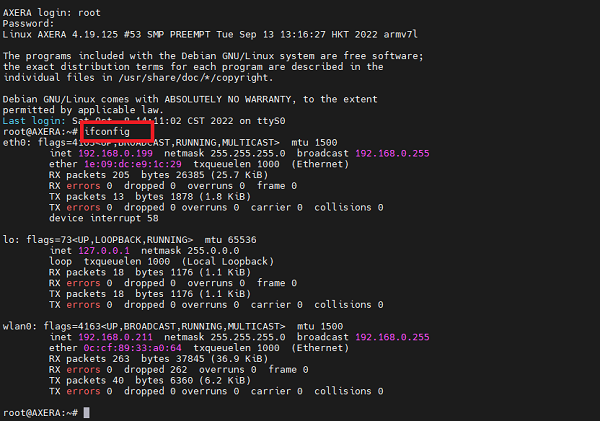 AXERA login: root
Password:
Linux AXERA 4.19.125 #53 SMP PREEMPT Tue Sep 13 13:16:27 HKT 2022 armv7l
The programs included with the Debian GNU/Linux system are free software;
the exact distribution terms for each program are described in the
individual files in /usr/share/doc/*/copyright.
Debian GNU/Linux comes with ABSOLUTELY NO WARRANTY, to the extent
permitted by applicable law.
Last login: Sat Oct 8 14:11:02 CST 2022 on ttyS0
root@AXERA:~# ifconfig
eth0: flags=4163<UP,BROADCAST,RUNNING,MULTICAST> mtu 1500
inet 192.168.0.199 netmask 255.255.255.0 broadcast 192.168.0.255
ether 1e:09:dc:e9:1c:29 txqueuelen 1000 (Ethernet)
RX packets 205 bytes 26385 (25.7 KiB)
RX errors 0 dropped 0 overruns 0 frame 0
TX packets 13 bytes 1878 (1.8 KiB)
TX errors 0 dropped 0 overruns 0 carrier 0 collisions 0
device interrupt 58
lo: flags=73<UP,LOOPBACK,RUNNING> mtu 65536
inet 127.0.0.1 netmask 255.0.0.0
loop txqueuelen 1000 (Local Loopback)
RX packets 18 bytes 1176 (1.1 KiB)
RX errors 0 dropped 0 overruns 0 frame 0
TX packets 18 bytes 1176 (1.1 KiB)
TX errors 0 dropped 0 overruns 0 carrier 0 collisions 0
wlan0: flags=4163<UP,BROADCAST,RUNNING,MULTICAST> mtu 1500
inet 192.168.0.211 netmask 255.255.255.0 broadcast 192.168.0.255
ether 0c:cf:89:33:a0:64 txqueuelen 1000 (Ethernet)
RX packets 263 bytes 37845 (36.9 KiB)
RX errors 0 dropped 262 overruns 0 frame 0
TX packets 40 bytes 6360 (6.2 KiB)
TX errors 0 dropped 0 overruns 0 carrier 0 collisions 0
root@AXERA:~#